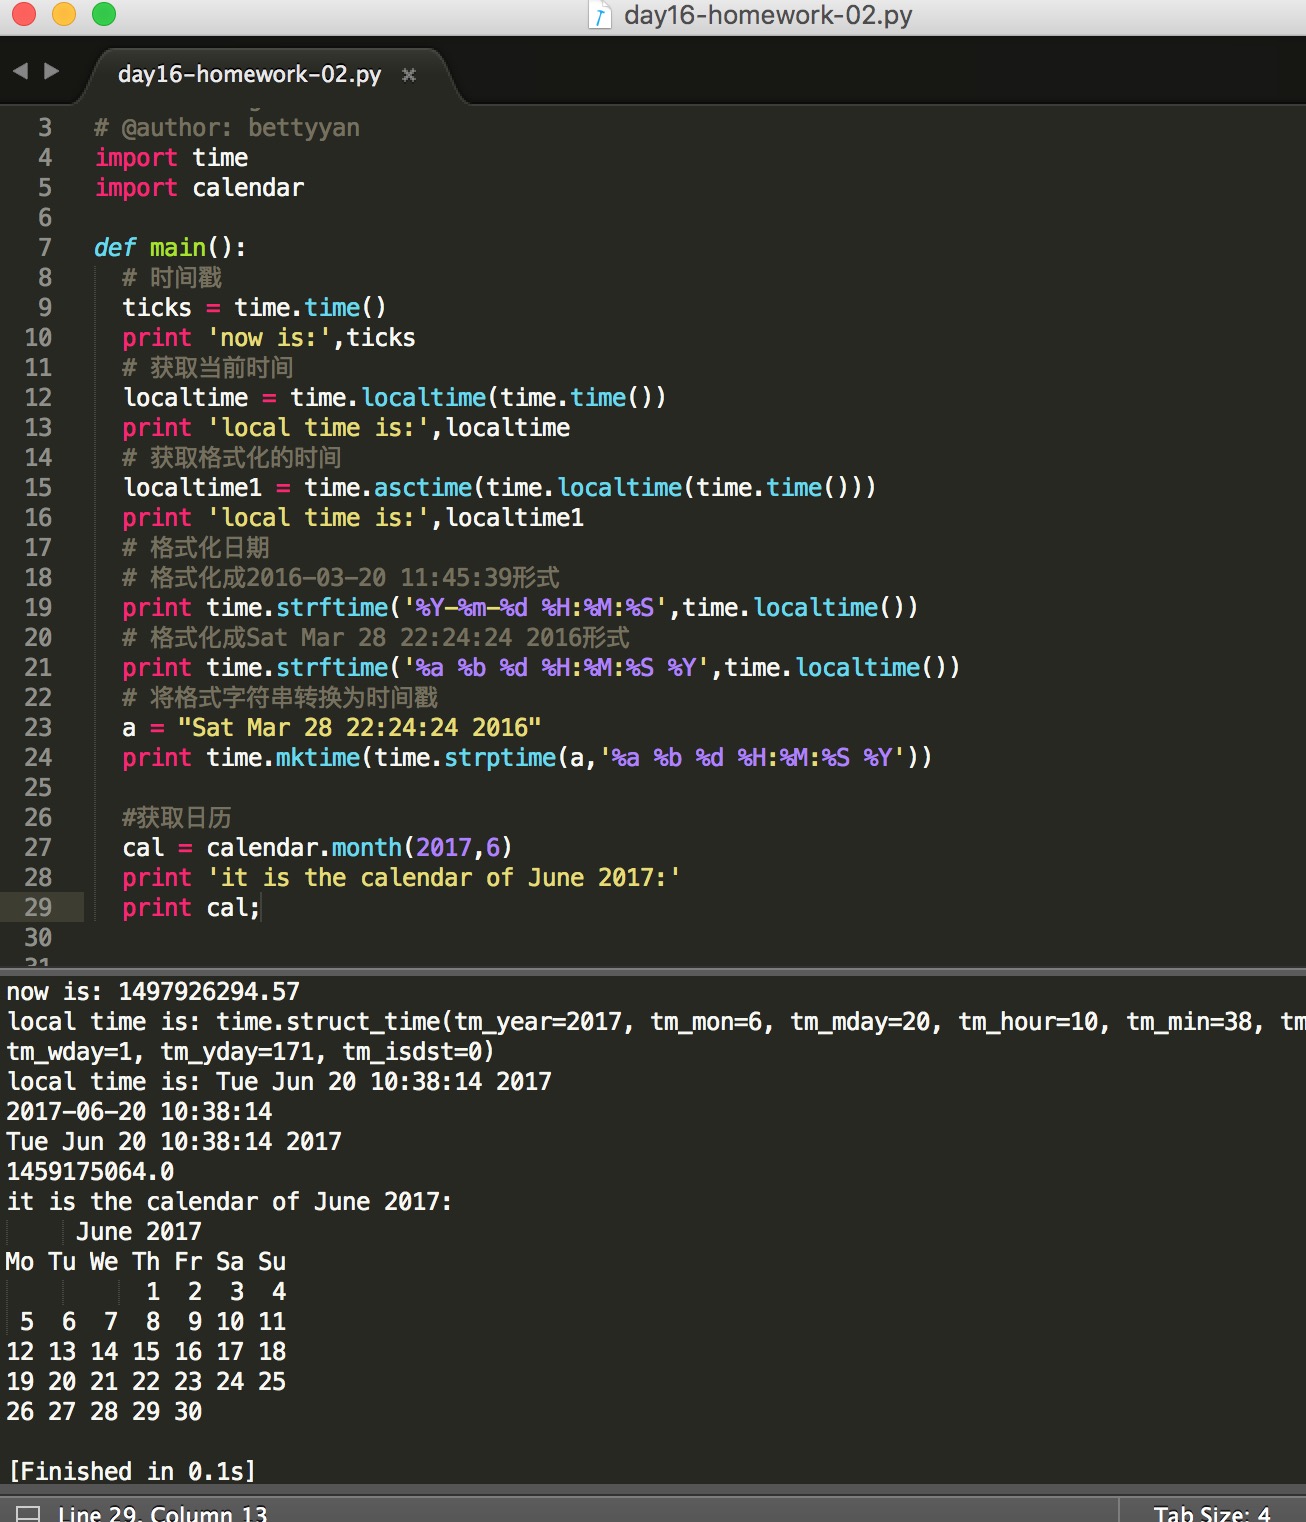 day16-homework-02.py
day16-homework-02.py ×
3 # @author: bettyyan
4 import time
5 import calendar
6
7 def main():
8 # 时间戳
9 ticks = time.time()
10 print 'now is:',ticks
11 # 获取当前时间
12 localtime = time.localtime(time.time())
13 print 'local time is:',localtime
14 # 获取格式化的时间
15 localtime1 = time.asctime(time.localtime(time.time()))
16 print 'local time is:',localtime1
17 # 格式化日期
18 # 格式化成2016-03-20 11:45:39形式
19 print time.strftime('%Y-%m-%d %H:%M:%S',time.localtime())
20 # 格式化成Sat Mar 28 22:24:24 2016形式
21 print time.strftime('%a %b %d %H:%M:%S %Y',time.localtime())
22 # 将格式字符串转换为时间戳
23 a = "Sat Mar 28 22:24:24 2016"
24 print time.mktime(time.strptime(a,'%a %b %d %H:%M:%S %Y'))
25
26 #获取日历
27 cal = calendar.month(2017,6)
28 print 'it is the calendar of June 2017:'
29 print cal;
30
31
now is: 1497926294.57
local time is: time.struct_time(tm_year=2017, tm_mon=6, tm_mday=20, tm_hour=10, tm_min=38, tm
tm_wday=1, tm_yday=171, tm_isdst=0)
local time is: Tue Jun 20 10:38:14 2017
2017-06-20 10:38:14
Tue Jun 20 10:38:14 2017
1459175064.0
it is the calendar of June 2017:
June 2017
Mo Tu We Th Fr Sa Su
1 2 3 4
5 6 7 8 9 10 11
12 13 14 15 16 17 18
19 20 21 22 23 24 25
26 27 28 29 30
[Finished in 0.1s]
Line 29, Column 13 Tab Size: 4